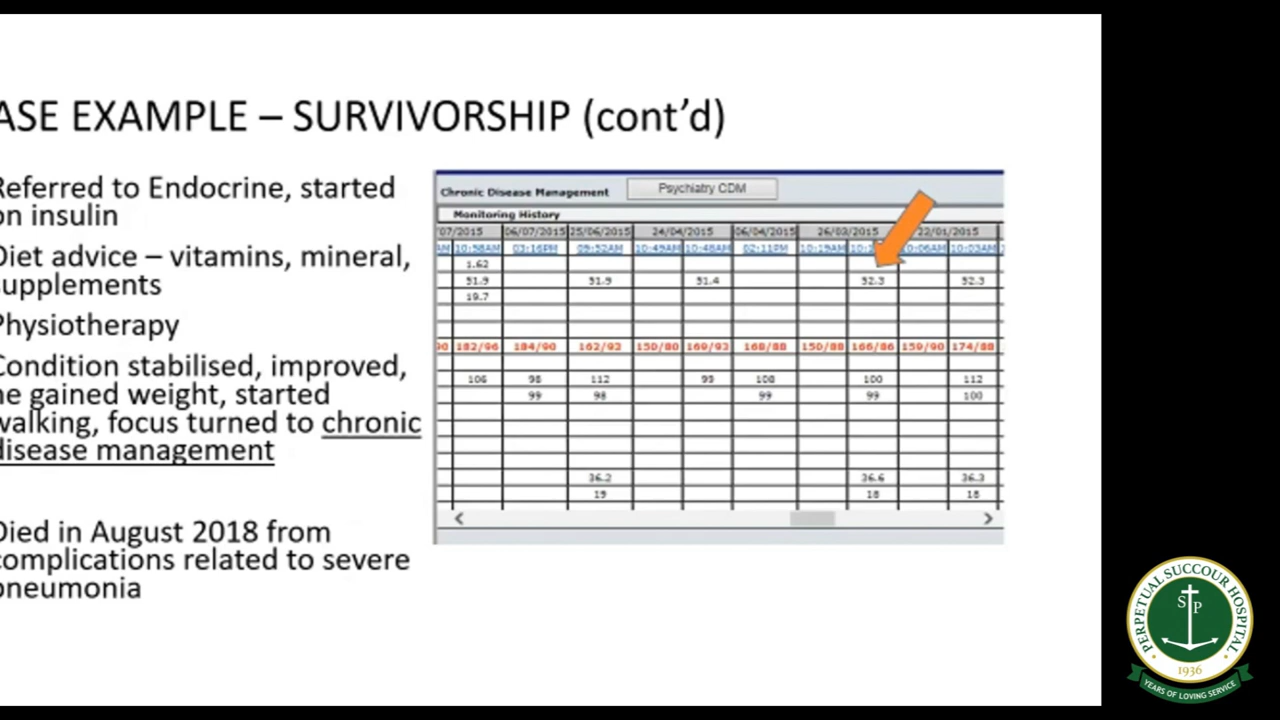 ASE EXAMPLE – SURVIVORSHIP (cont’d)
Referred to Endocrine, started
on insulin
Diet advice – vitamins, mineral,
supplements
Physiotherapy
Condition stabilised, improved,
he gained weight, started
walking, focus turned to chronic
disease management
Died in August 2018 from
complications related to severe
pneumonia
Chronic Disease Management Psychiatry CDM
Monitoring History
/07/2015 06/07/2015 25/06/2015 24/04/2015 06/04/2015 26/03/2015 22/01/2015
AM 10:58AM 03:16PM 09:52AM 10:49AM 10:48AM 02:11PM 10:19AM 10:06AM 10:03AM
1.62
51.9 51.9 51.4 52.3 52.3
19.7
90 182/96 184/90 162/92 150/80 169/93 168/88 150/88 166/86 159/90 174/88
106 98 112 99 108 100 112
99 98 99 99 100
36.2 36.6 36.3
19 18 18
PERPETUAL SUCCOUR HOSPITAL
S P
1936
YEARS OF LOVING SERVICE